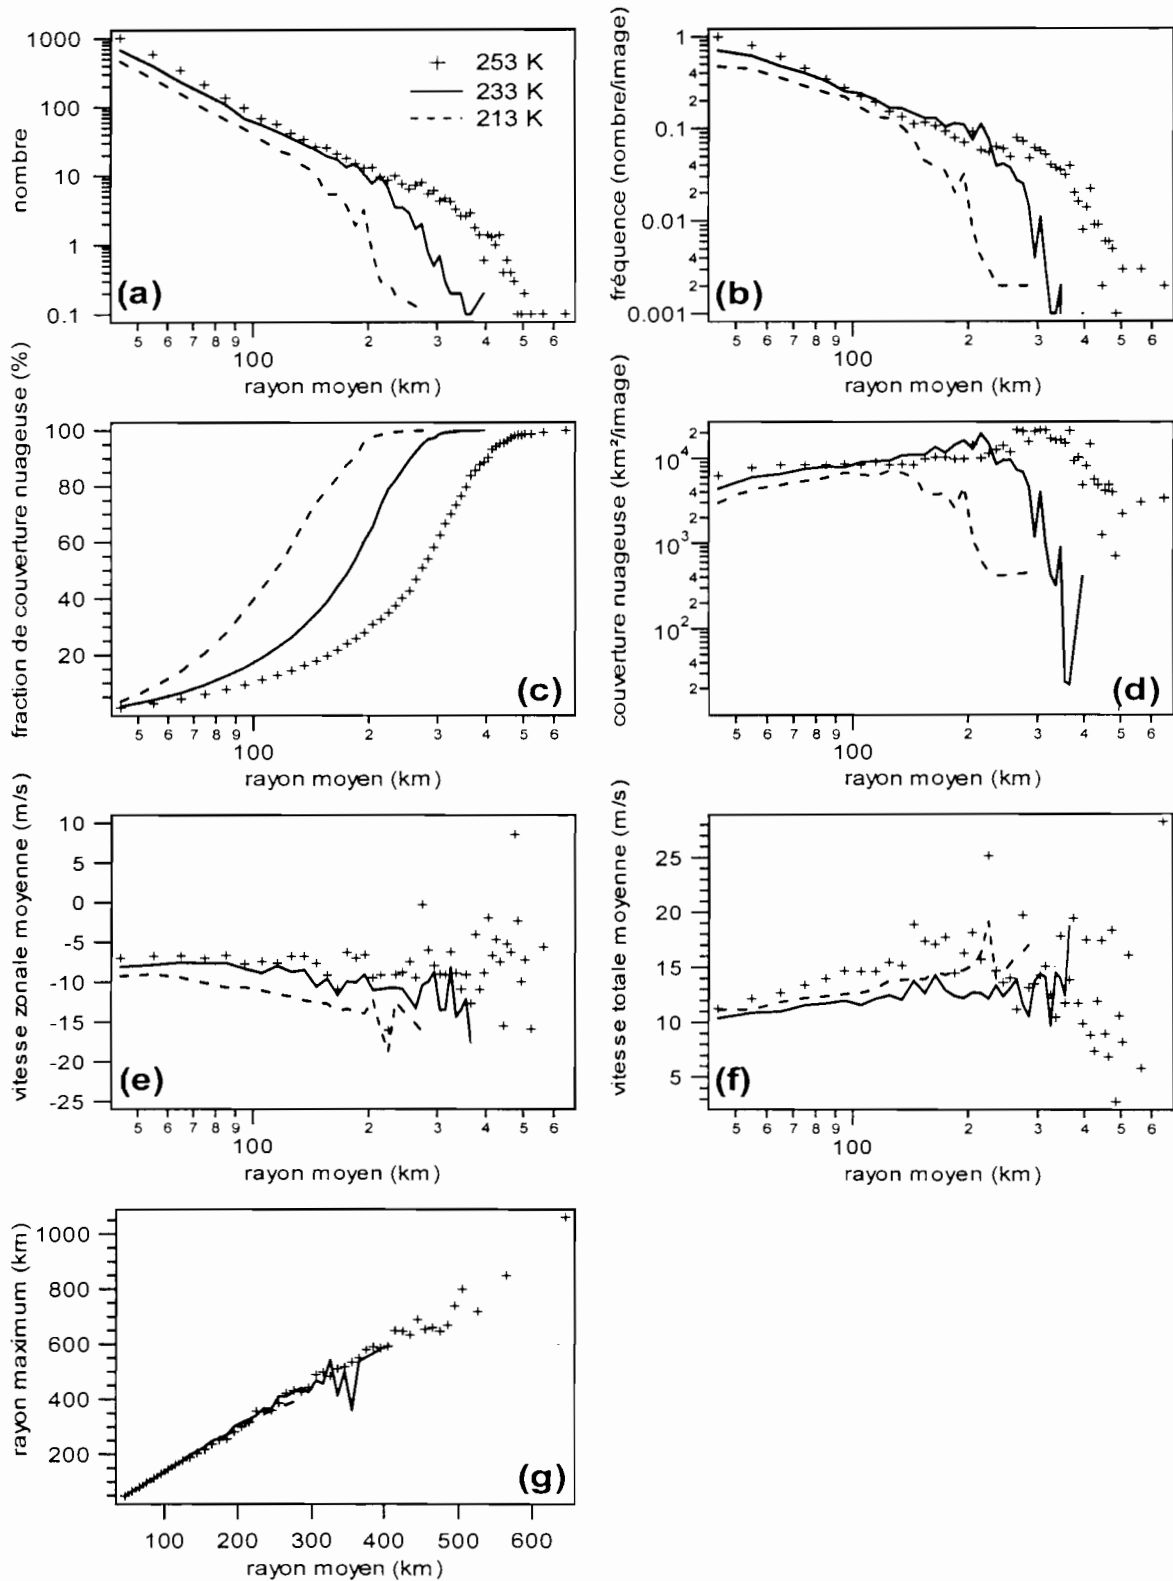 nombre
1000
100
10
1
0.1
253 K
233 K
213 K
(a)
5 6 7 8 9 2 3 4 5 6
100
rayon moyen (km)
fréquence (nombre/image)
1
4
2
0.1
4
2
0.01
4
2
0.001
(b)
5 6 7 8 9 2 3 4 5 6
100
rayon moyen (km)
fraction de couverture nuageuse (%)
100
80
60
40
20
(c)
5 6 7 8 9 2 3 4 5 6
100
rayon moyen (km)
couverture nuageuse (km²/image)
2
10⁴
4
2
10³
4
2
10²
4
2
(d)
5 6 7 8 9 2 3 4 5 6
100
rayon moyen (km)
vitesse zonale moyenne (m/s)
10
5
0
-5
-10
-15
-20
-25
(e)
5 6 7 8 9 2 3 4 5 6
100
rayon moyen (km)
vitesse totale moyenne (m/s)
25
20
15
10
5
(f)
5 6 7 8 9 2 3 4 5 6
100
rayon moyen (km)
rayon maximum (km)
1000
800
600
400
200
(g)
100 200 300 400 500 600
rayon moyen (km)